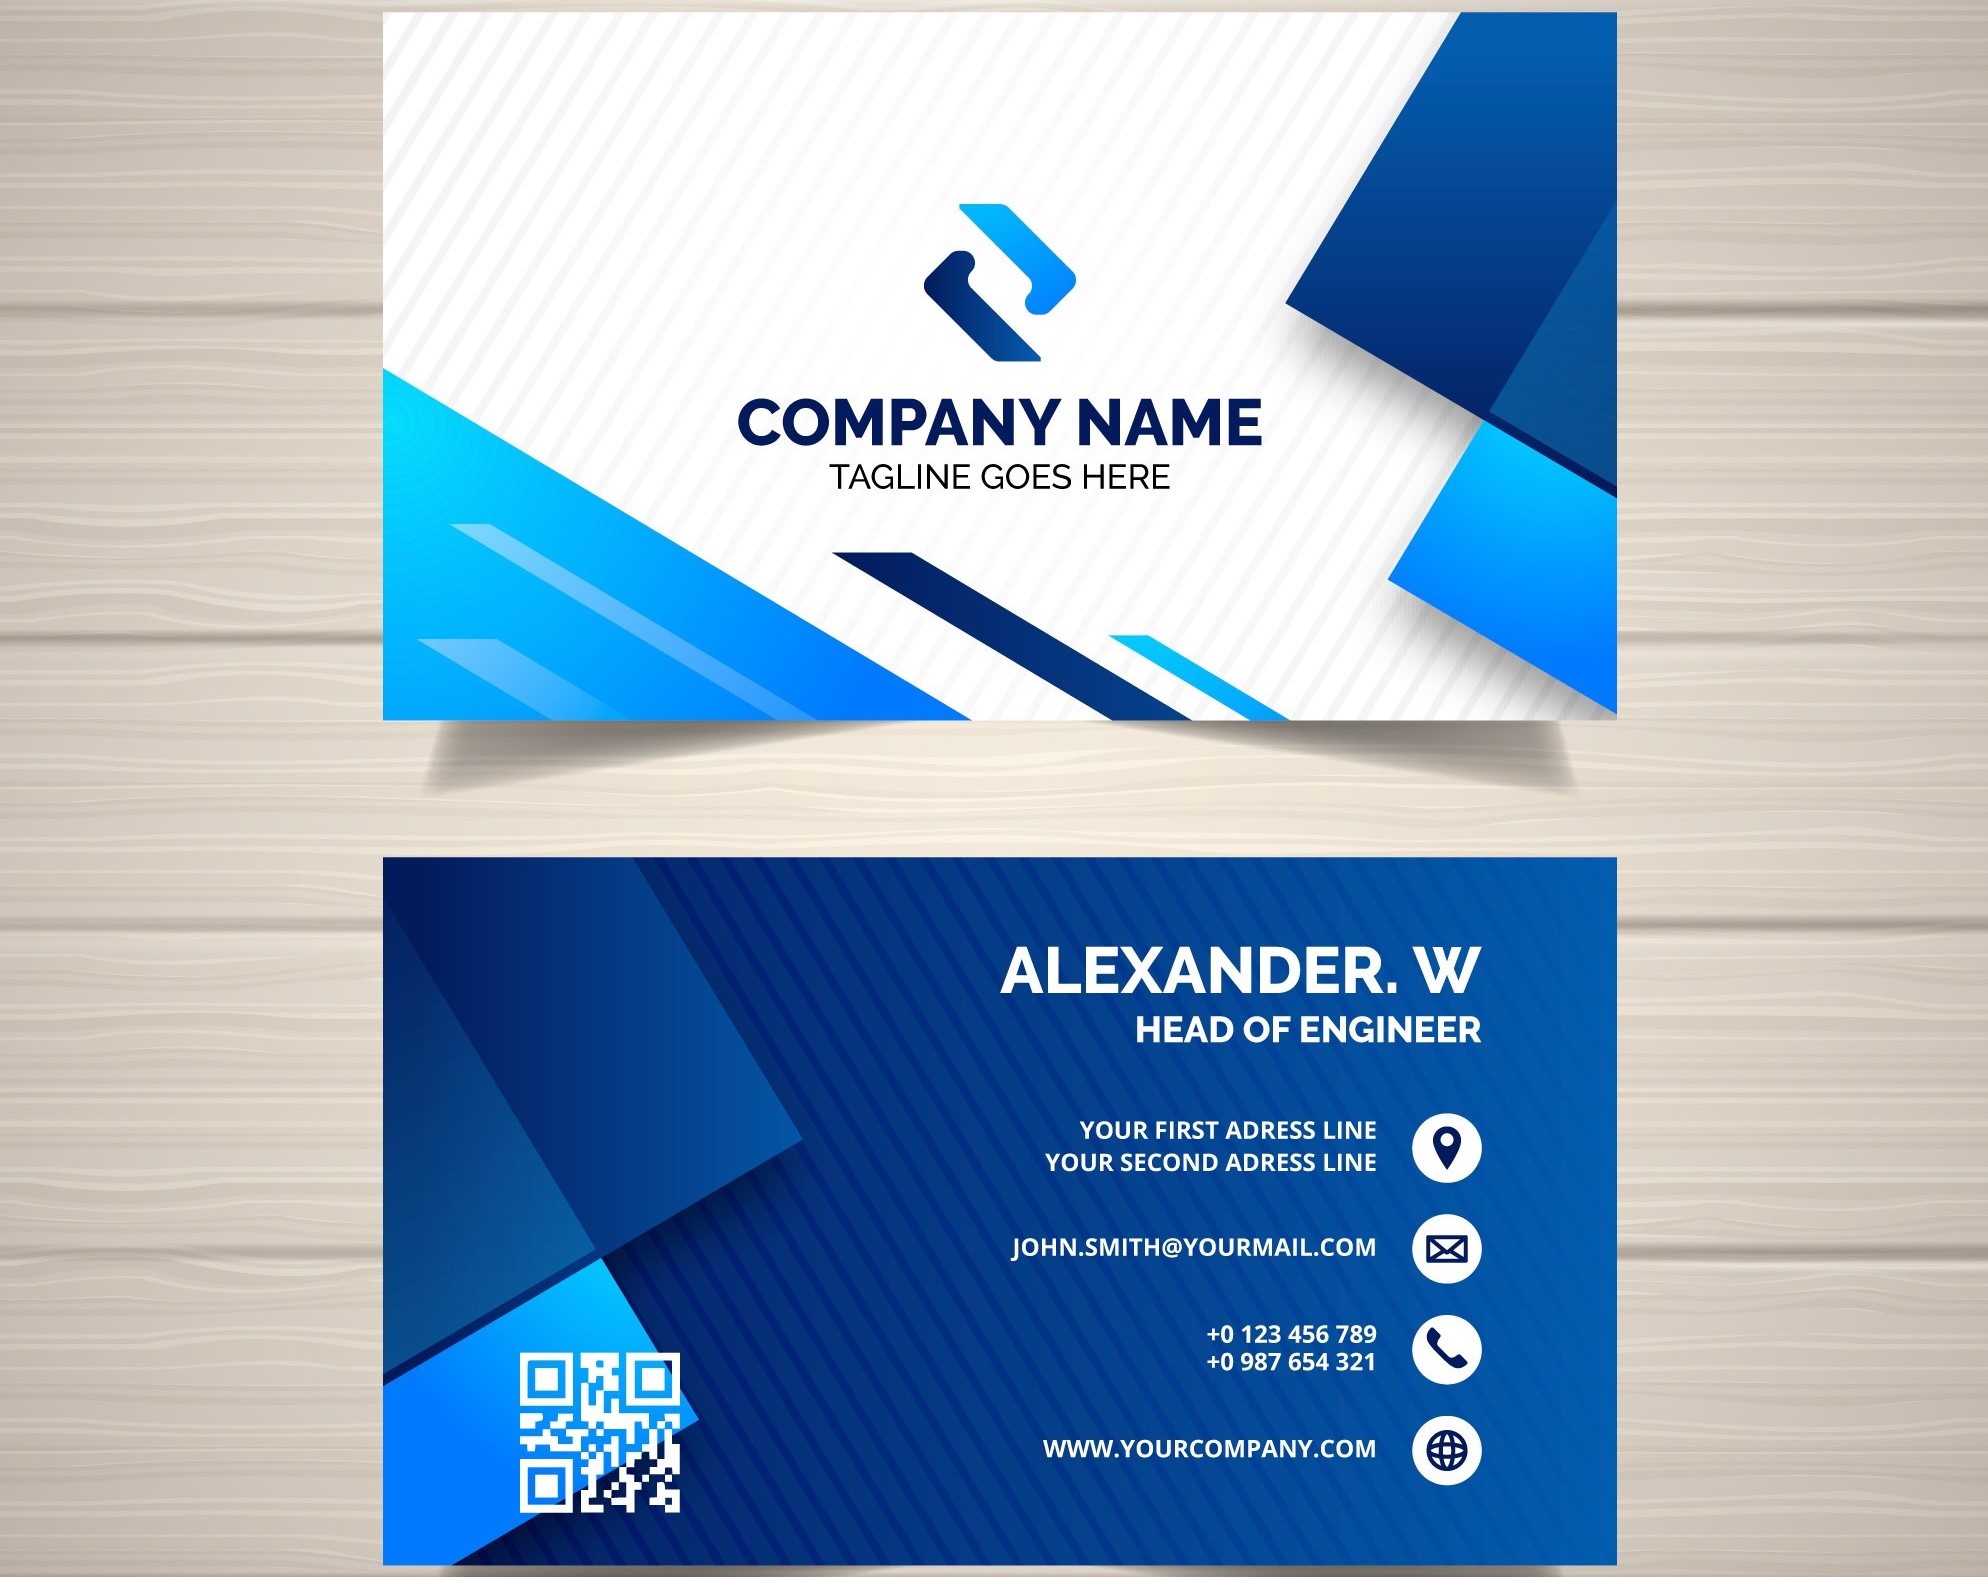 COMPANY NAME
TAGLINE GOES HERE
ALEXANDER. W
HEAD OF ENGINEER
YOUR FIRST ADRESS LINE
YOUR SECOND ADRESS LINE
JOHN.SMITH@YOURMAIL.COM
+0 123 456 789
+0 987 654 321
WWW.YOURCOMPANY.COM